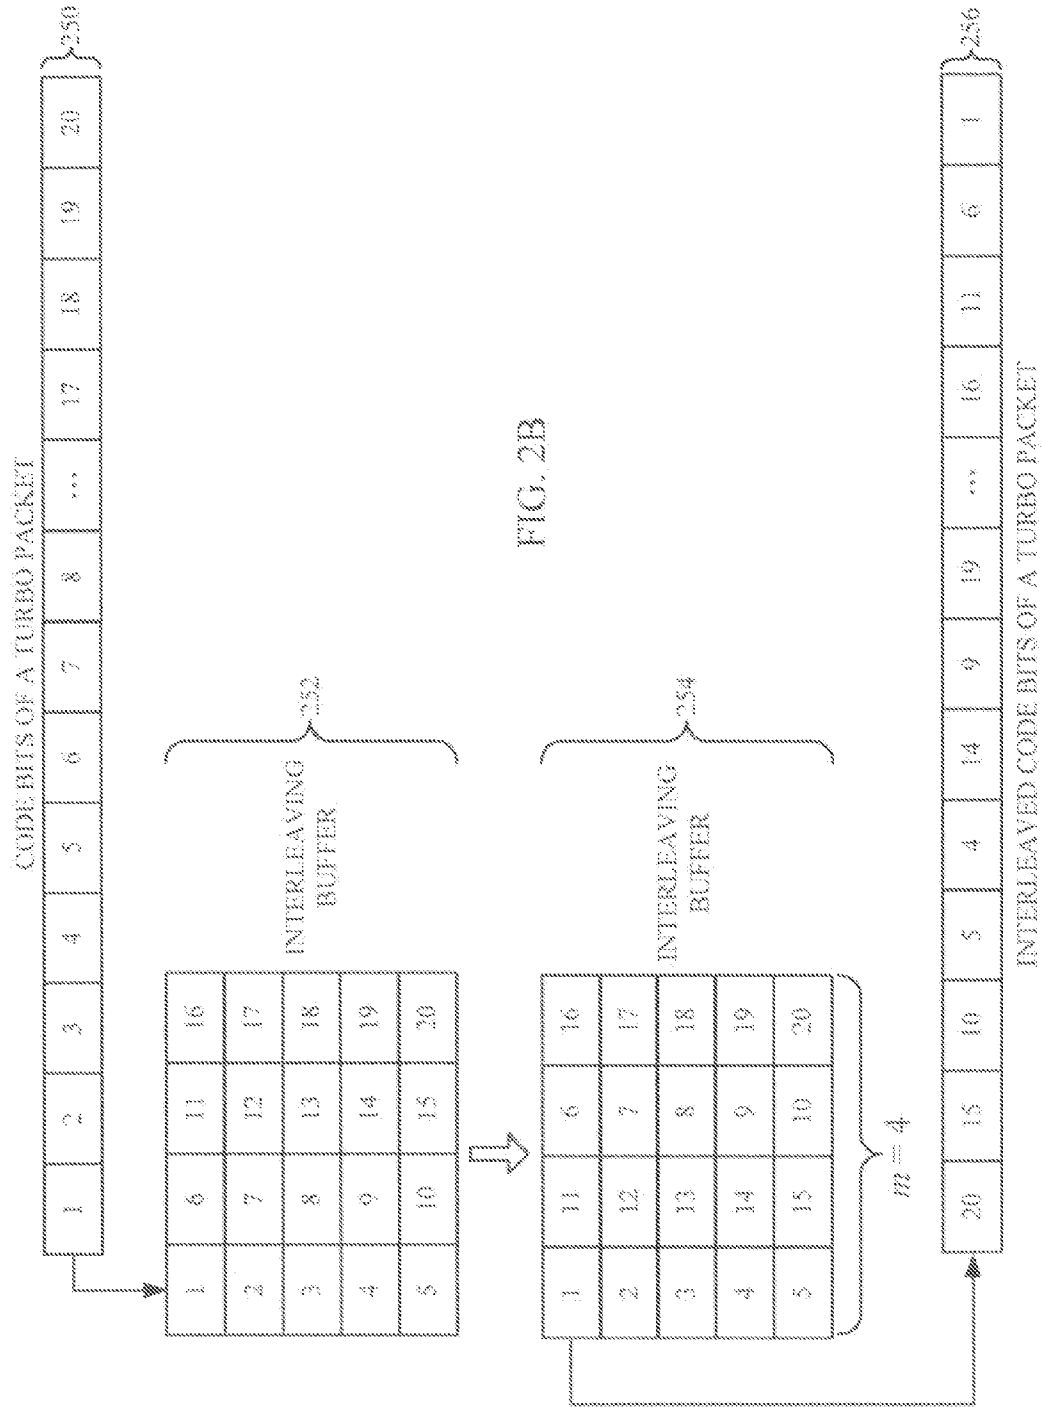 CODE BITS OF A TURBO PACKET
1 2 3 4 5 6 7 8 ... 17 18 19 20 250
1 6 11 16
2 7 12 17
3 8 13 18
4 9 14 19
5 10 15 20
INTERLEAVING
BUFFER
252
1 11 6 16
2 12 7 17
3 13 8 18
4 14 9 19
5 15 10 20
INTERLEAVING
BUFFER
254
m = 4
FIG. 2B
20 15 10 5 4 14 9 19 ... 16 11 6 1 256
INTERLEAVED CODE BITS OF A TURBO PACKET